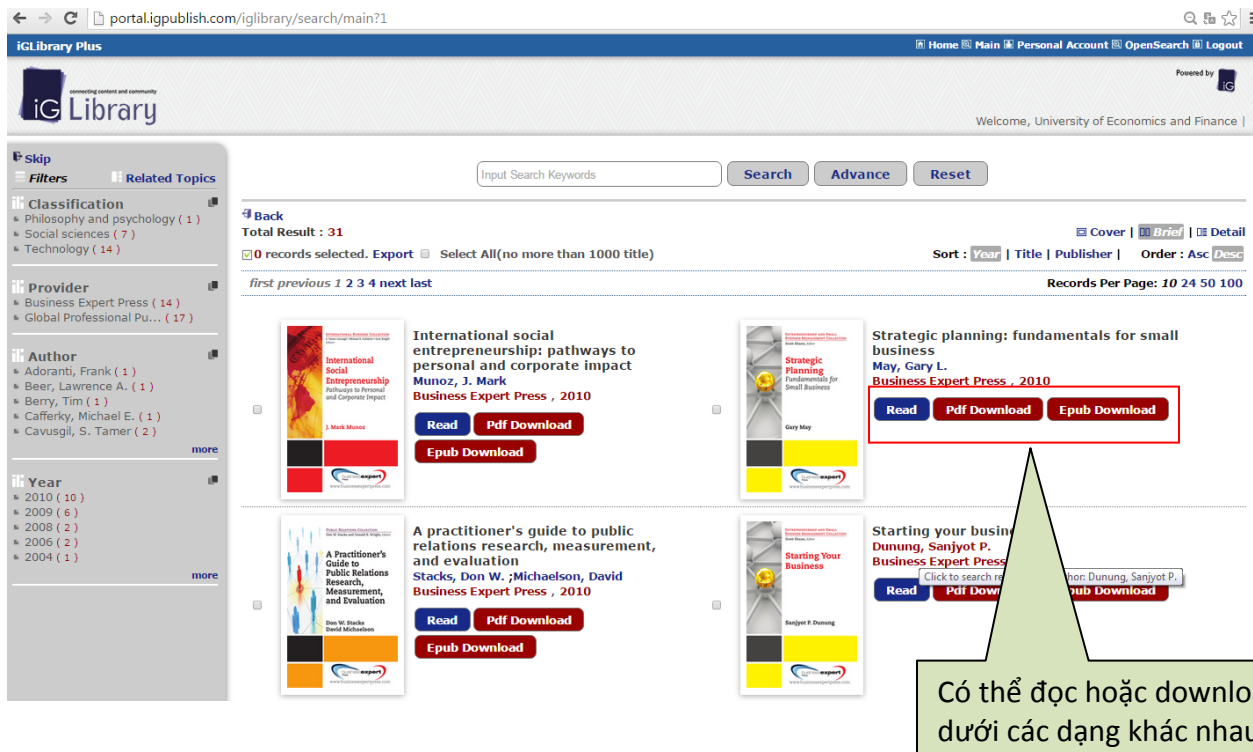 portal.igpublish.com/iglibrary/search/main?1
iGLibrary Plus
Home Main Personal Account OpenSearch Logout
connecting content and community
iG Library
Powered by
iG
Welcome, University of Economics and Finance |
Skip
Filters Related Topics
Classification
Philosophy and psychology ( 1 )
Social sciences ( 7 )
Technology ( 14 )
Provider
Business Expert Press ( 14 )
Global Professional Pu... ( 17 )
Author
Adoranti, Frank ( 1 )
Beer, Lawrence A. ( 1 )
Berry, Tim ( 1 )
Cafferky, Michael E. ( 1 )
Cavusgil, S. Tamer ( 2 )
more
Year
2010 ( 10 )
2009 ( 6 )
2008 ( 2 )
2006 ( 2 )
2004 ( 1 )
more
Input Search Keywords Search Advance Reset
Back
Total Result : 31
Cover | Brief | Detail
0 records selected. Export Select All(no more than 1000 title)
Sort : Year | Title | Publisher | Order : Asc Desc
first previous 1 2 3 4 next last
Records Per Page: 10 24 50 100
International
Social
Entrepreneurship
Pathways to Personal
and Corporate Impact
J. Mark Munoz
International social
entrepreneurship: pathways to
personal and corporate impact
Munoz, J. Mark
Business Expert Press , 2010
Read Pdf Download
Epub Download
Strategic
Planning
Fundamentals for
Small Business
Gary May
Strategic planning: fundamentals for small
business
May, Gary L.
Business Expert Press , 2010
Read Pdf Download Epub Download
A Practitioner's
Guide to
Public Relations
Research,
Measurement,
and Evaluation
Don W. Stacks
David Michaelson
A practitioner's guide to public
relations research, measurement,
and evaluation
Stacks, Don W. ;Michaelson, David
Business Expert Press , 2010
Read Pdf Download
Epub Download
Starting Your
Business
Sanjyot P. Dunung
Starting your busin
Dunung, Sanjyot P.
Business Expert Press
Click to search re hor: Dunung, Sanjyot P.
Read Pdf Down pub Download
Có thể đọc hoặc downlo
dưới các dạng khác nhau